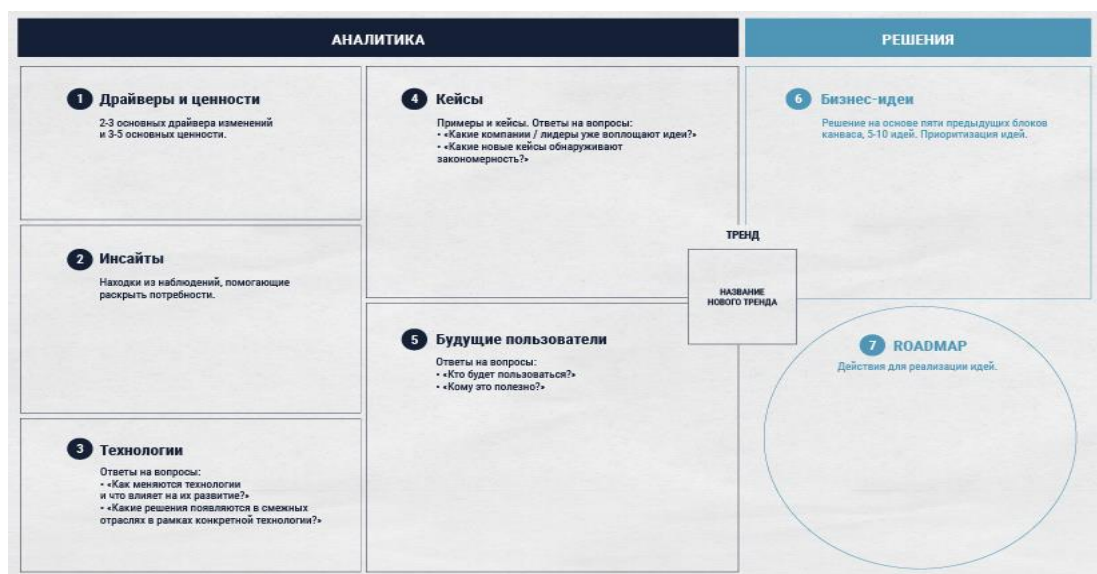 АНАЛИТИКА
РЕШЕНИЯ
1 Драйверы и ценности
2-3 основных драйвера изменений
и 3-5 основных ценности.
2 Инсайты
Находки из наблюдений, помогающие
раскрыть потребности.
3 Технологии
Ответы на вопросы:
• «Как меняются технологии
и что влияет на их развитие?»
• «Какие решения появляются в смежных
отраслях в рамках конкретной технологии?»
4 Кейсы
Примеры и кейсы. Ответы на вопросы:
• «Какие компании / лидеры уже воплощают идеи?»
• «Какие новые кейсы обнаруживают
закономерность?»
5 Будущие пользователи
Ответы на вопросы:
• «Кто будет пользоваться?»
• «Кому это полезно?»
ТРЕНД
НАЗВАНИЕ
НОВОГО ТРЕНДА
6 Бизнес-идеи
Решение на основе пяти предыдущих блоков
канваса, 5-10 идей. Приоритизация идей.
7 ROADMAP
Действия для реализации идей.